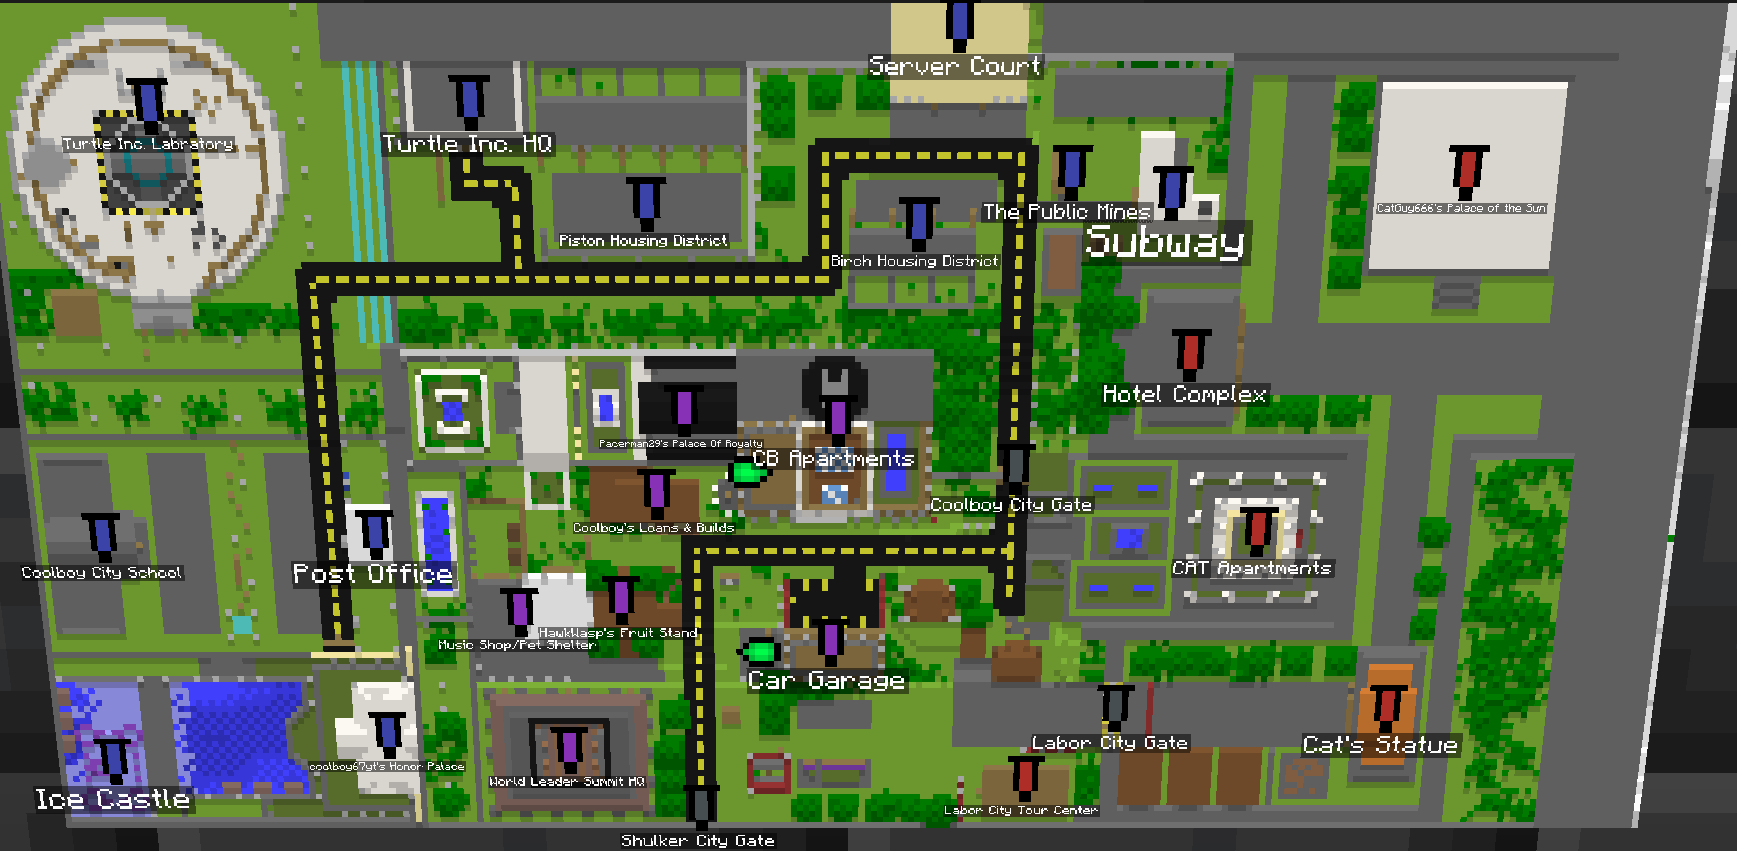 Server Court
Turtle Inc. Labratory
Turtle Inc. HQ
The Public Mines
CatGuy666's Palace of the Sun
Piston Housing District
Subway
Birch Housing District
Hotel Complex
Pacerman29's Palace Of Royalty
CB Apartments
Coolboy City Gate
Coolboy's Loans & Builds
Coolboy City School
Post Office
CAT Apartments
HawkWasp's Fruit Stand
Music Shop/Pet Shelter
Car Garage
Labor City Gate
Cat's Statue
coolboy67yt's Honor Palace
World Leader Summit HQ
Ice Castle
Labor City Tour Center
Shulker City Gate